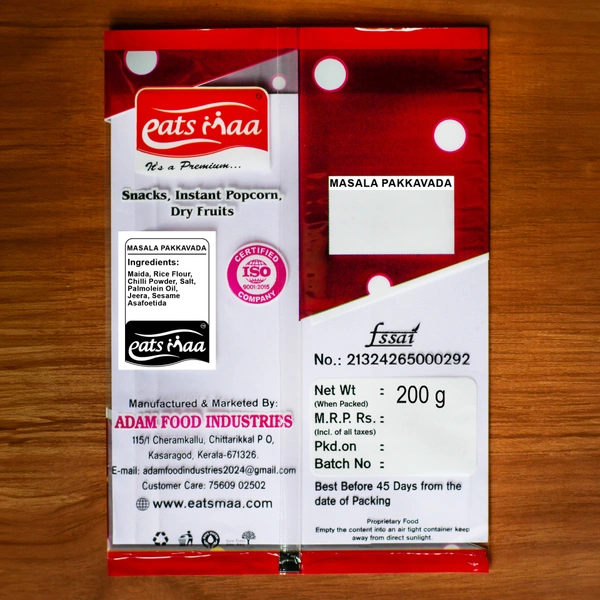 eats maa
It's a Premium...
Snacks, Instant Popcorn,
Dry Fruits
MASALA PAKKAVADA
Ingredients:
Maida, Rice Flour,
Chilli Powder, Salt,
Palmolein Oil,
Jeera, Sesame
Asafoetida
eats maa
CERTIFIED
ISO
9001:2015
COMPANY
Manufactured & Marketed By:
ADAM FOOD INDUSTRIES
115/1 Cheramkallu, Chittarikkal P O,
Kasaragod, Kerala-671326.
E-mail: adamfoodindustries2024@gmail.com
Customer Care: 75609 02502
www.eatsmaa.com
MASALA PAKKAVADA
fssai
No.: 21324265000292
Net Wt : 200 g
(When Packed)
M.R.P. Rs. :
(Incl. of all taxes)
Pkd.on :
Batch No :
Best Before 45 Days from the
date of Packing
Proprietary Food
Empty the content into an air tight container keep
away from direct sunlight.